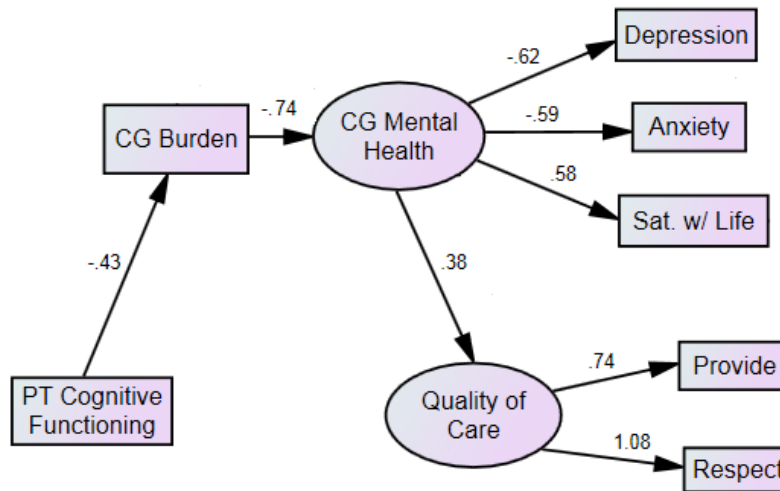 Depression
-.62
-.74
CG Burden
CG Mental
Health
-.59
Anxiety
.58
Sat. w/ Life
-.43
.38
PT Cognitive
Functioning
Quality of
Care
.74
Provide
1.08
Respect